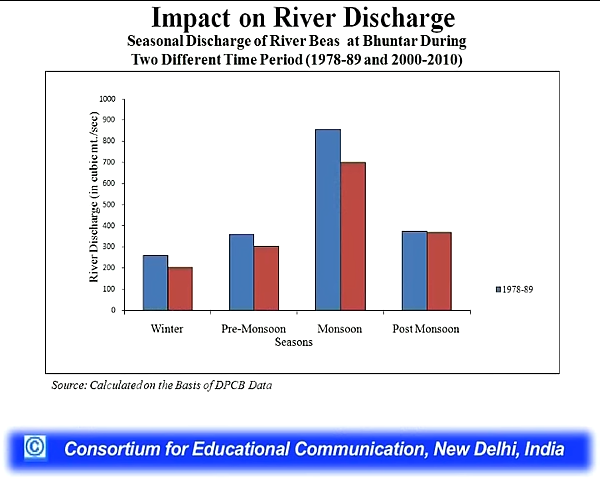 Impact on River Discharge
Seasonal Discharge of River Beas at Bhuntar During
Two Different Time Period (1978-89 and 2000-2010)
River Discharge (in cubic mt./sec)
1000
900
800
700
600
500
400
300
200
100
0
Winter Pre-Monsoon Monsoon Post Monsoon
Seasons
1978-89
Source: Calculated on the Basis of DPCB Data
© Consortium for Educational Communication, New Delhi, India